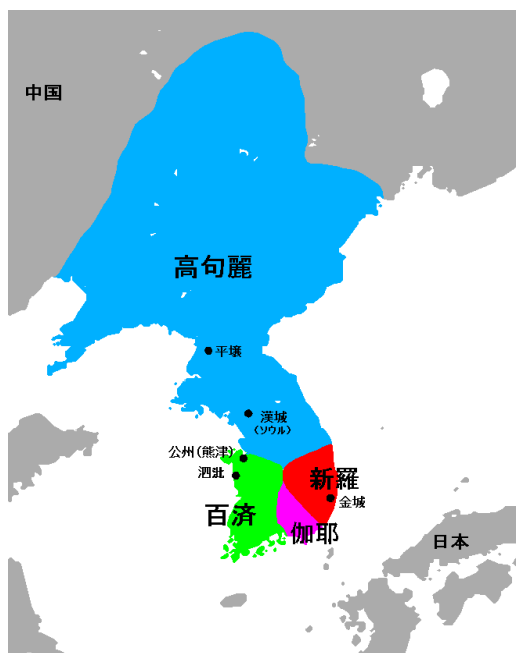 中国
高句麗
平壌
漢城
(ソウル)
公州(熊津)
泗沘
新羅
金城
百済
伽耶
日本